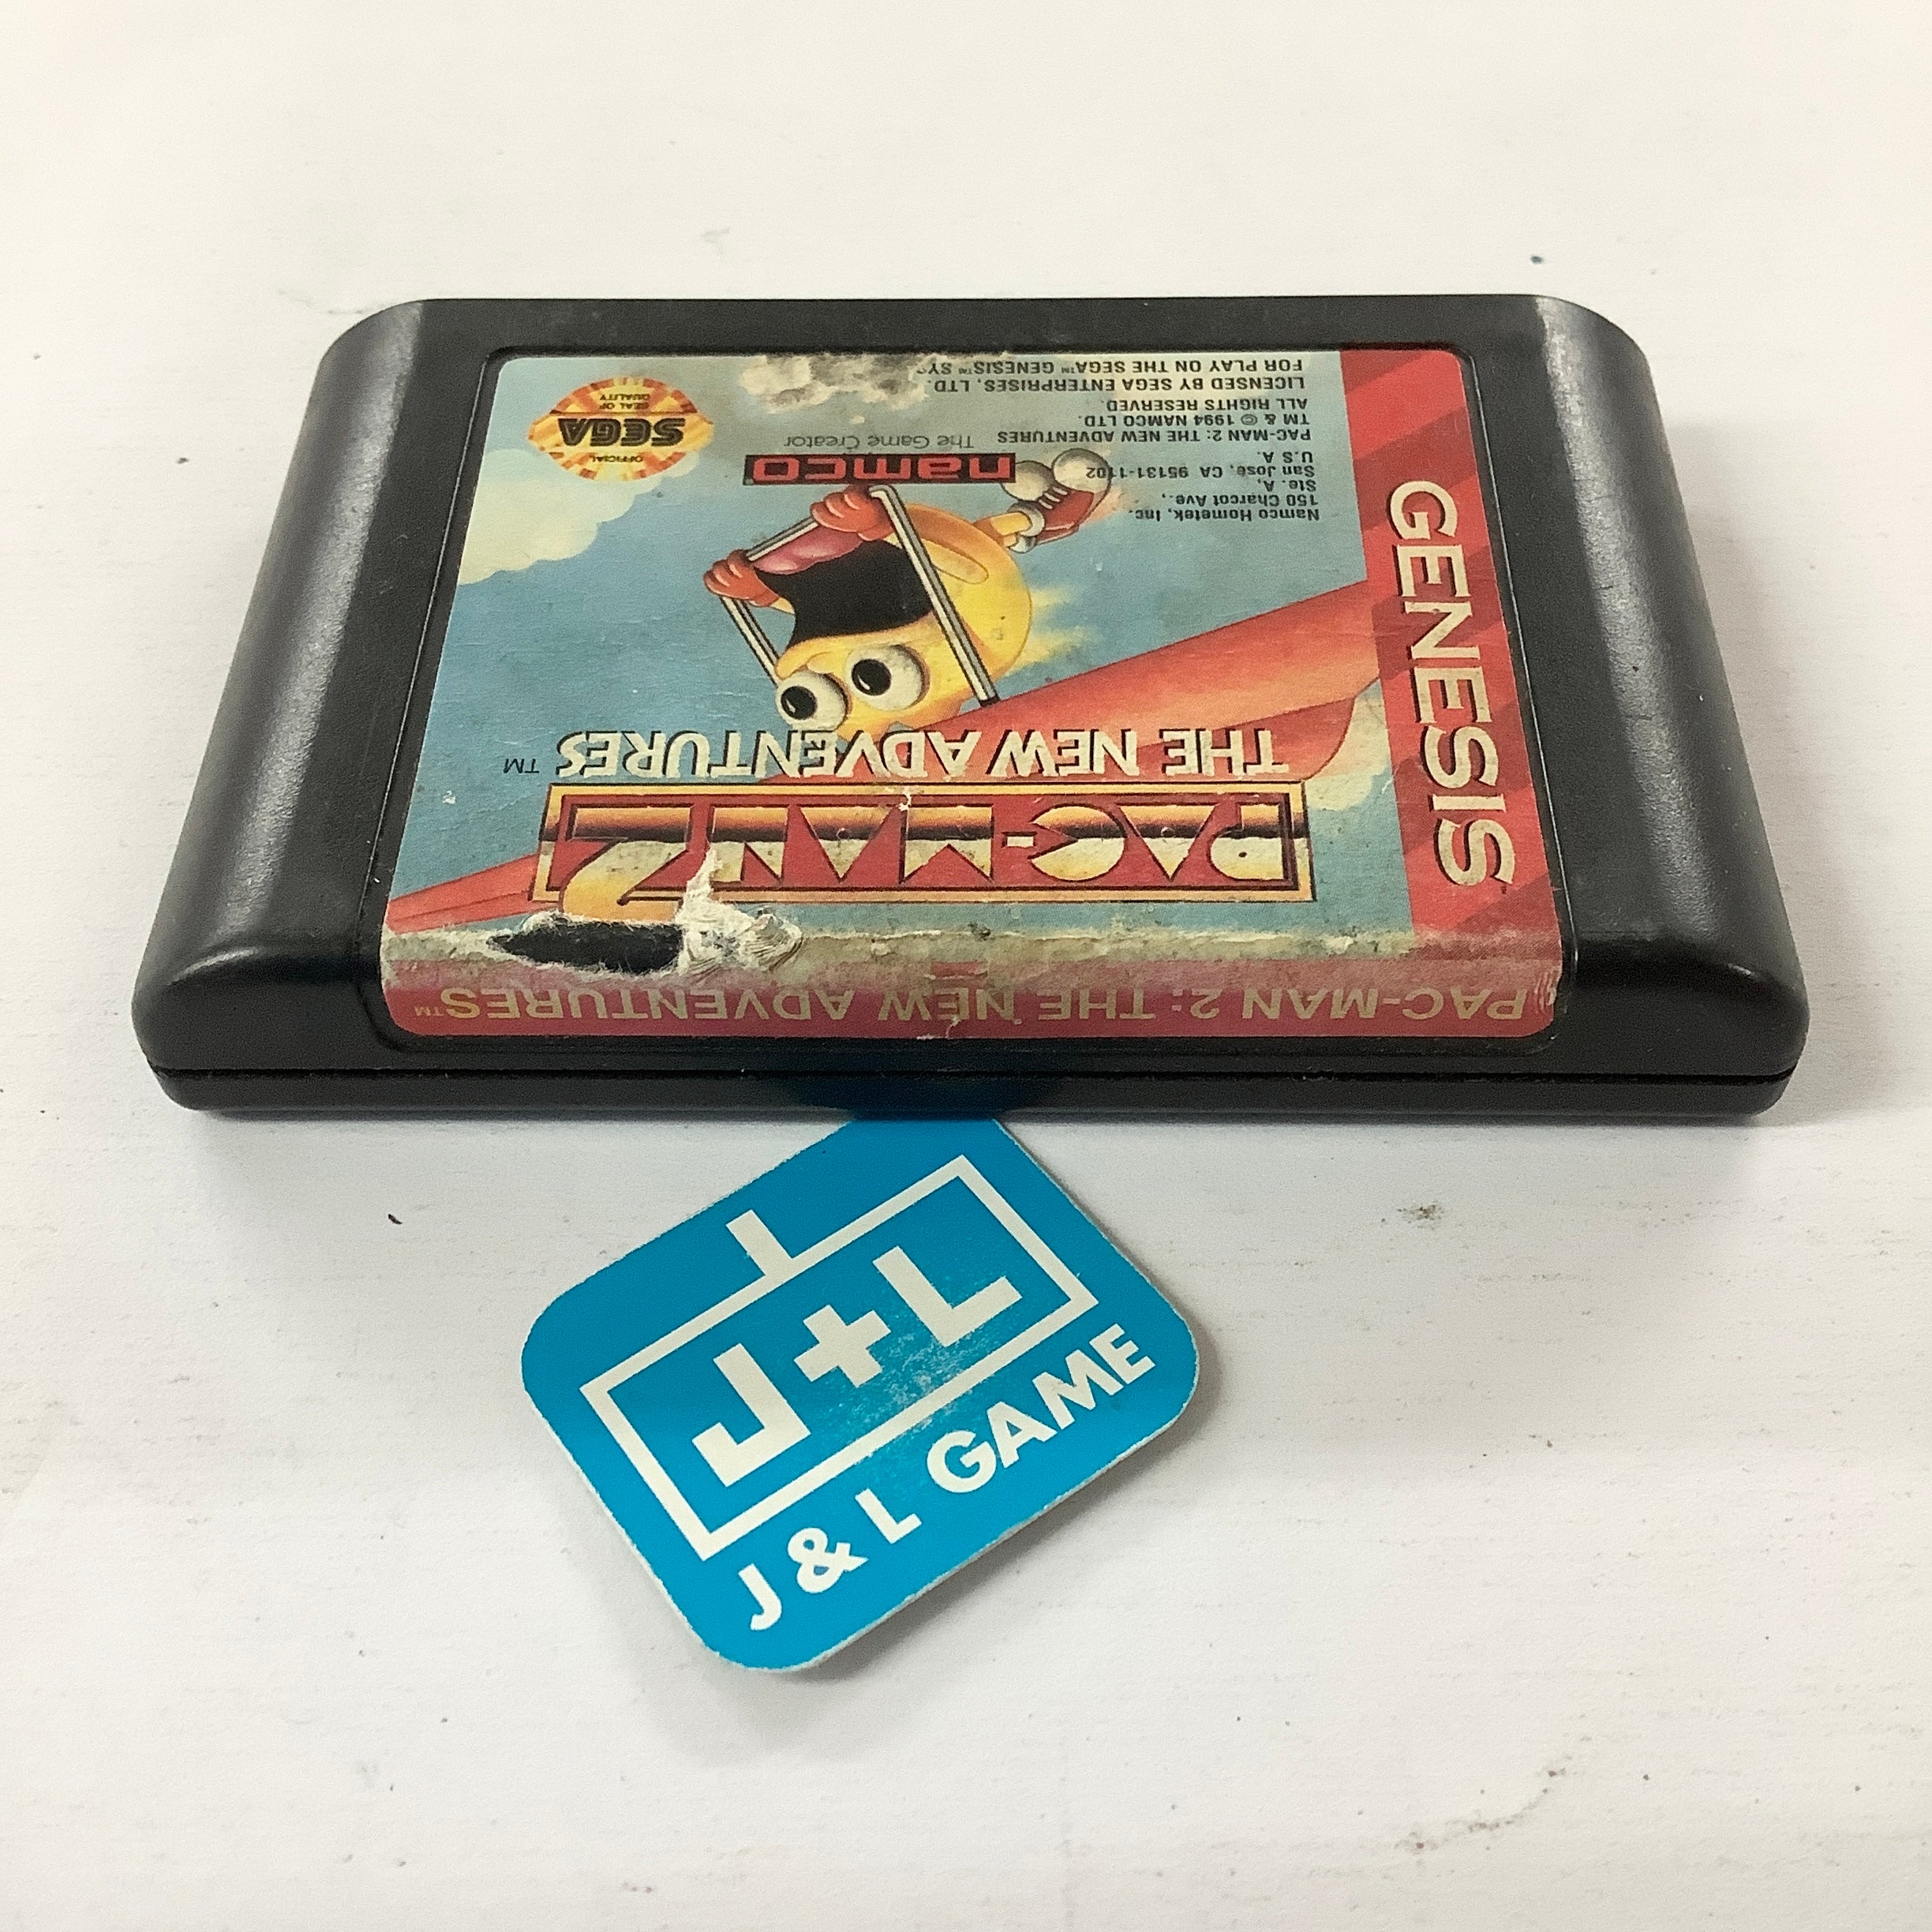 PAC-MAN 2: THE NEW ADVENTURES™
GENESIS™
PAC-MAN 2
THE NEW ADVENTURES™
Namco Hometek, Inc.
150 Charcot Ave.,
Ste. A,
San Jose, CA 95131-1102
U.S.A.
PAC-MAN 2: THE NEW ADVENTURES
TM & © 1994 NAMCO LTD.
ALL RIGHTS RESERVED.
LICENSED BY SEGA ENTERPRISES, LTD.
FOR PLAY ON THE SEGA™ GENESIS™
namco
The Game Creator
OFFICIAL
SEGA
SEAL OF
QUALITY
J+L
J & L GAME